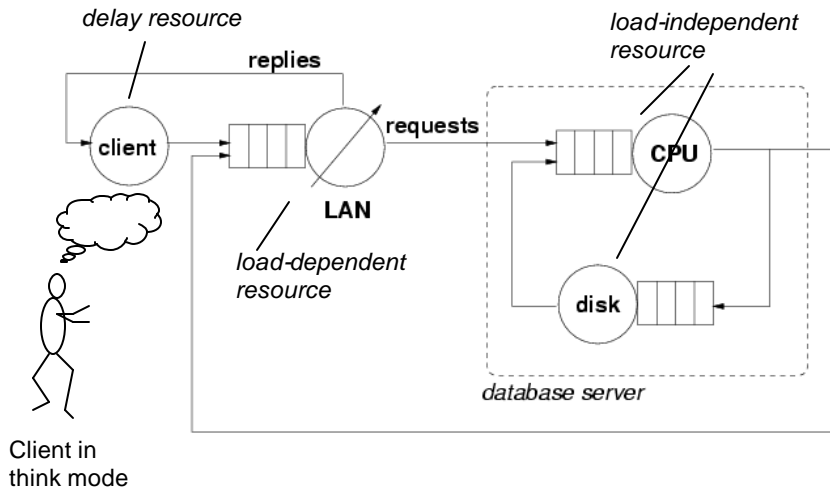 delay resource
load-independent
resource
replies
client
requests
CPU
LAN
load-dependent
resource
disk
database server
Client in
think mode